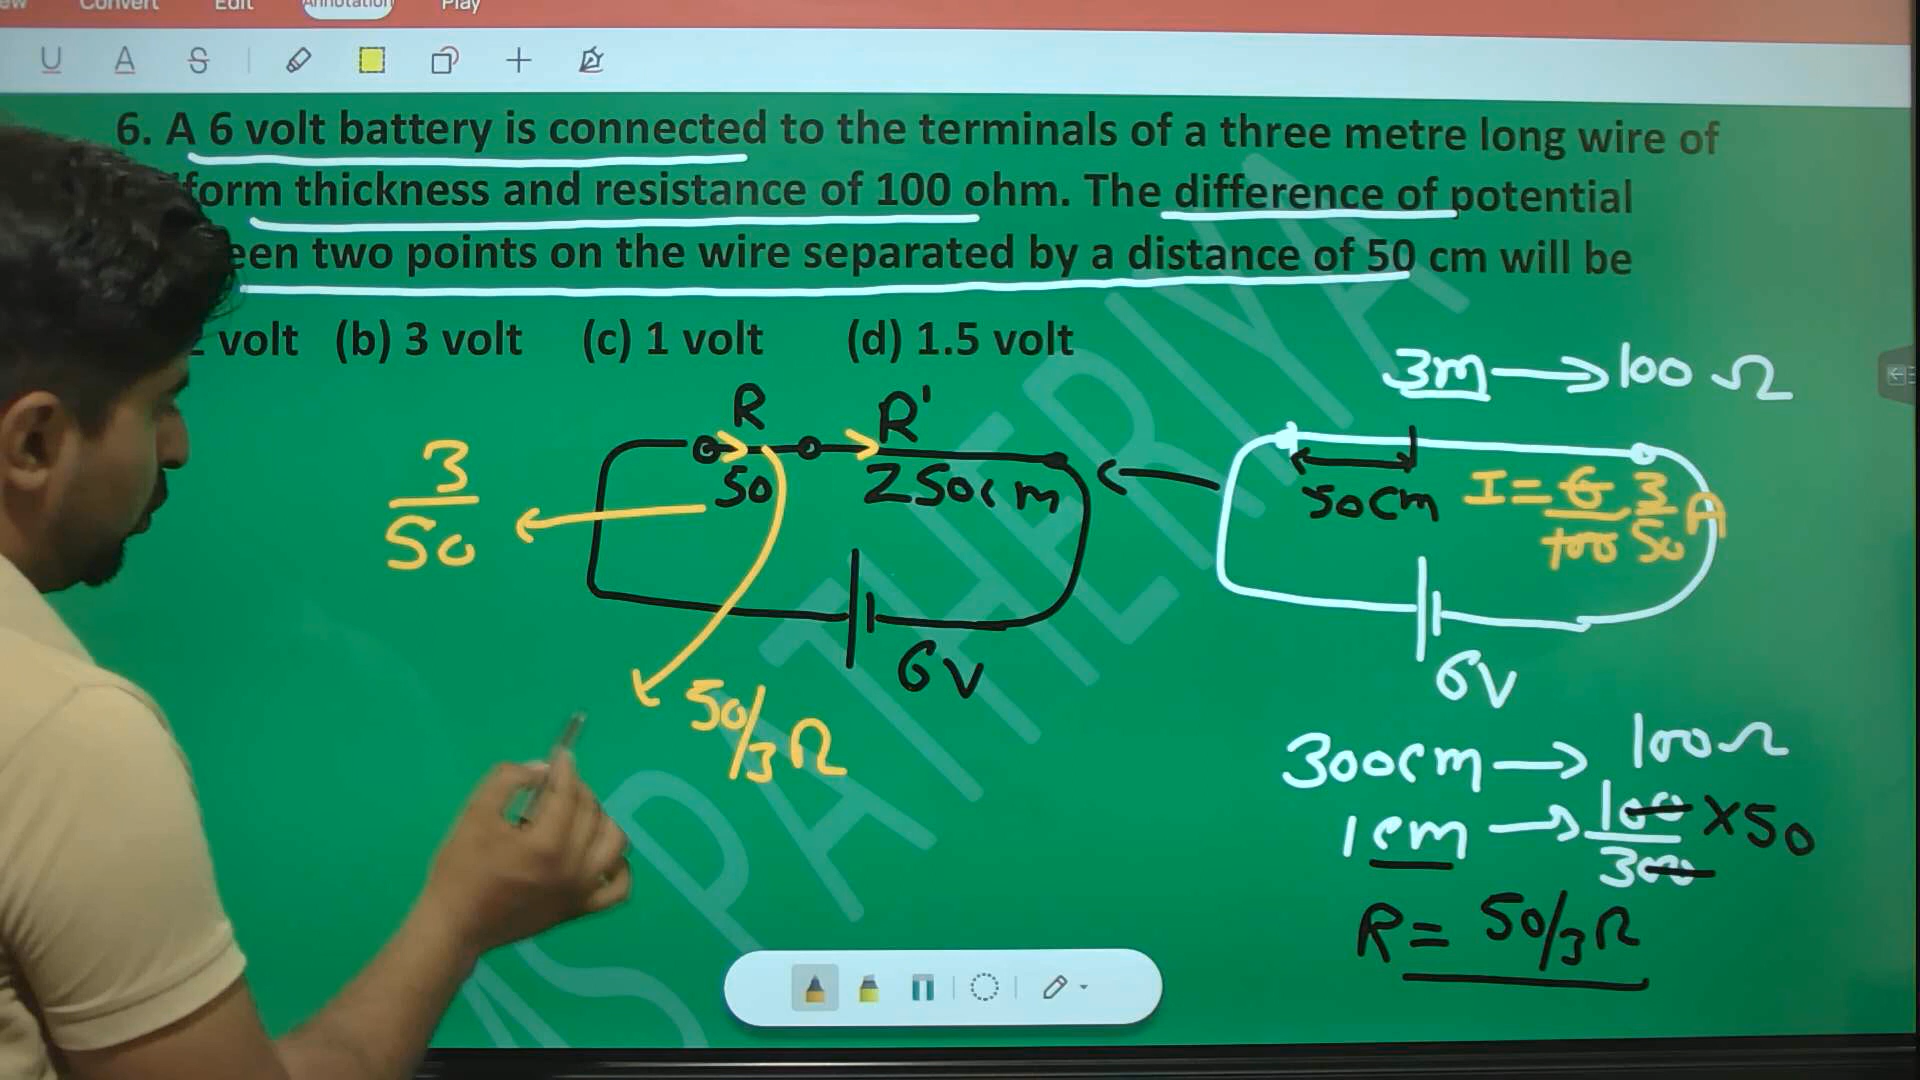 Convert Edit Annotation Play
U A S
6. A 6 volt battery is connected to the terminals of a three metre long wire of
form thickness and resistance of 100 ohm. The difference of potential
een two points on the wire separated by a distance of 50 cm will be
volt (b) 3 volt (c) 1 volt (d) 1.5 volt
3m → 100 Ω
R R'
50 250cm
3/50
50cm
I = 6/100 3/50 A
6V
6V
50/3 Ω
300cm → 100Ω
1cm → 100/300 × 50
R = 50/3 Ω
MS PATHERIYA